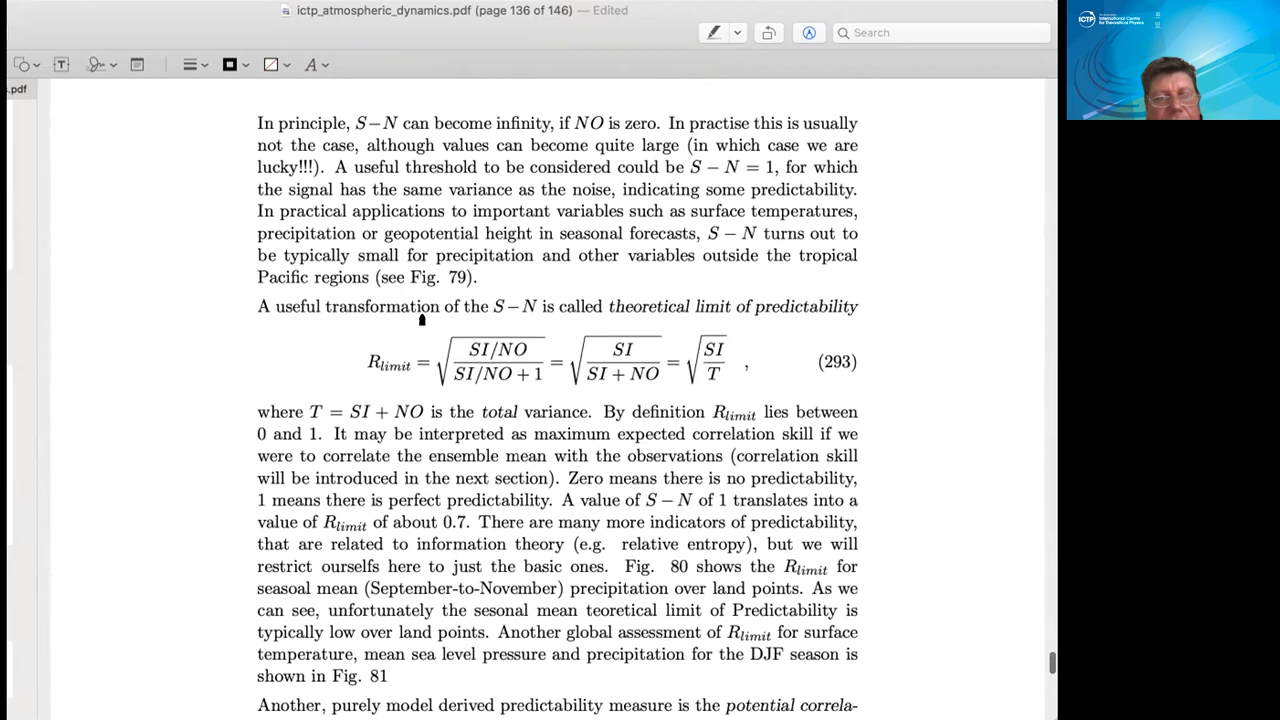 ictp_atmospheric_dynamics.pdf (page 136 of 146) — Edited
Search
s.pdf
ICTP
International Centre
for Theoretical Physics
In principle, S−N can become infinity, if NO is zero. In practise this is usually
not the case, although values can become quite large (in which case we are
lucky!!!). A useful threshold to be considered could be S − N = 1, for which
the signal has the same variance as the noise, indicating some predictability.
In practical applications to important variables such as surface temperatures,
precipitation or geopotential height in seasonal forecasts, S − N turns out to
be typically small for precipitation and other variables outside the tropical
Pacific regions (see Fig. 79).
A useful transformation of the S−N is called theoretical limit of predictability
R_limit = √(SI/NO / (SI/NO + 1)) = √(SI / (SI + NO)) = √(SI / T) , (293)
where T = SI + NO is the total variance. By definition R_limit lies between
0 and 1. It may be interpreted as maximum expected correlation skill if we
were to correlate the ensemble mean with the observations (correlation skill
will be introduced in the next section). Zero means there is no predictability,
1 means there is perfect predictability. A value of S − N of 1 translates into a
value of R_limit of about 0.7. There are many more indicators of predictability,
that are related to information theory (e.g. relative entropy), but we will
restrict ourselfs here to just the basic ones. Fig. 80 shows the R_limit for
seasoal mean (September-to-November) precipitation over land points. As we
can see, unfortunately the sesonal mean teoretical limit of Predictability is
typically low over land points. Another global assessment of R_limit for surface
temperature, mean sea level pressure and precipitation for the DJF season is
shown in Fig. 81
Another, purely model derived predictability measure is the potential correla-